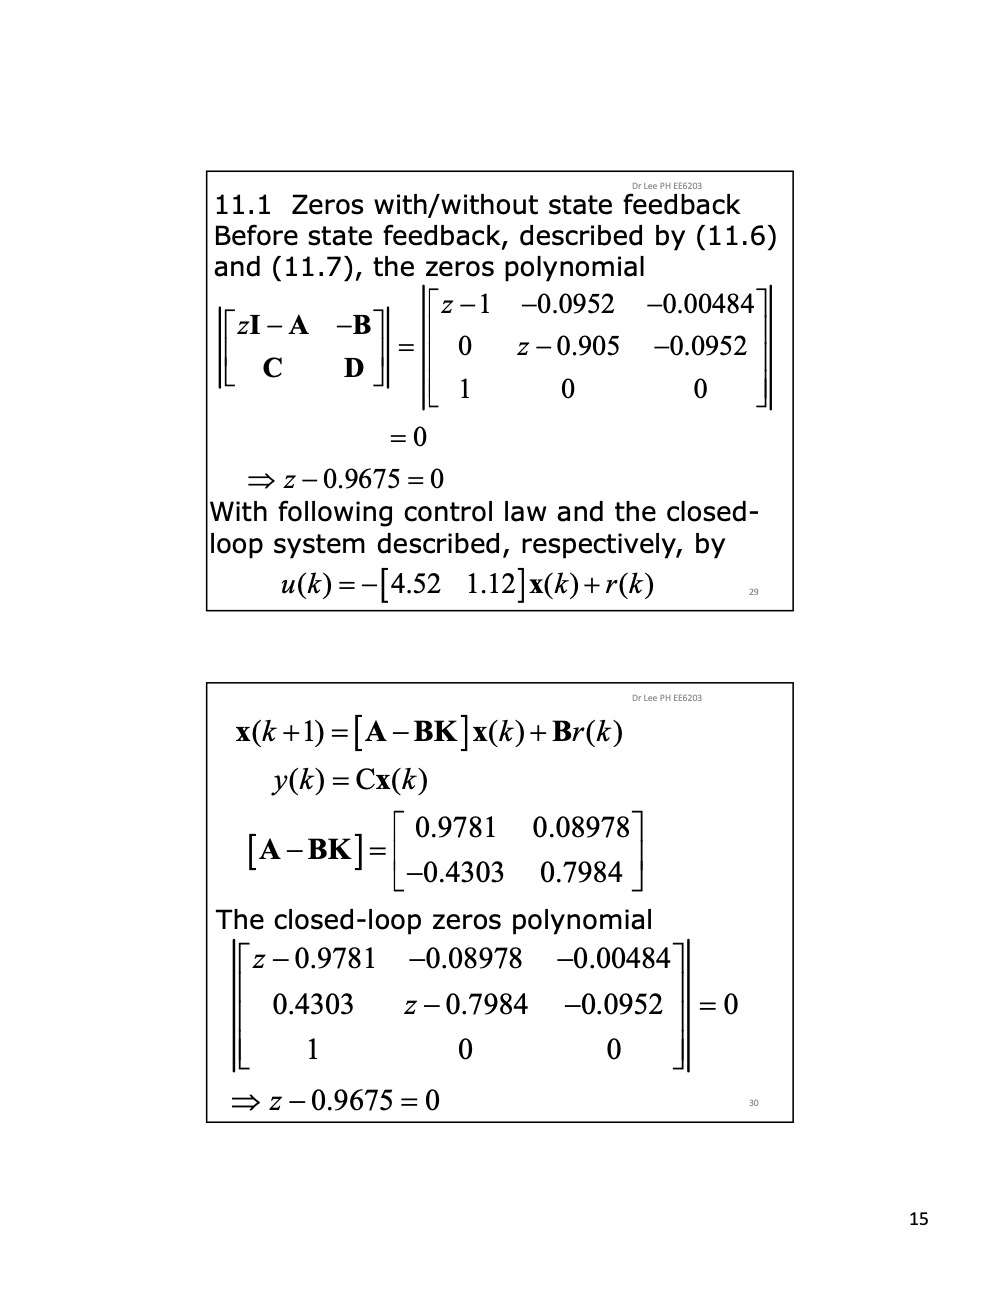 Dr Lee PH EE6203
11.1 Zeros with/without state feedback
Before state feedback, described by (11.6)
and (11.7), the zeros polynomial
|[zI − A  −B; C  D]| = |[z − 1  −0.0952  −0.00484; 0  z − 0.905  −0.0952; 1  0  0]|
= 0
⇒ z − 0.9675 = 0
With following control law and the closed-
loop system described, respectively, by
u(k) = −[4.52  1.12]x(k) + r(k)
29
Dr Lee PH EE6203
x(k + 1) = [A − BK]x(k) + Br(k)
y(k) = Cx(k)
[A − BK] = [0.9781  0.08978; −0.4303  0.7984]
The closed-loop zeros polynomial
|[z − 0.9781  −0.08978  −0.00484; 0.4303  z − 0.7984  −0.0952; 1  0  0]| = 0
⇒ z − 0.9675 = 0
30
15